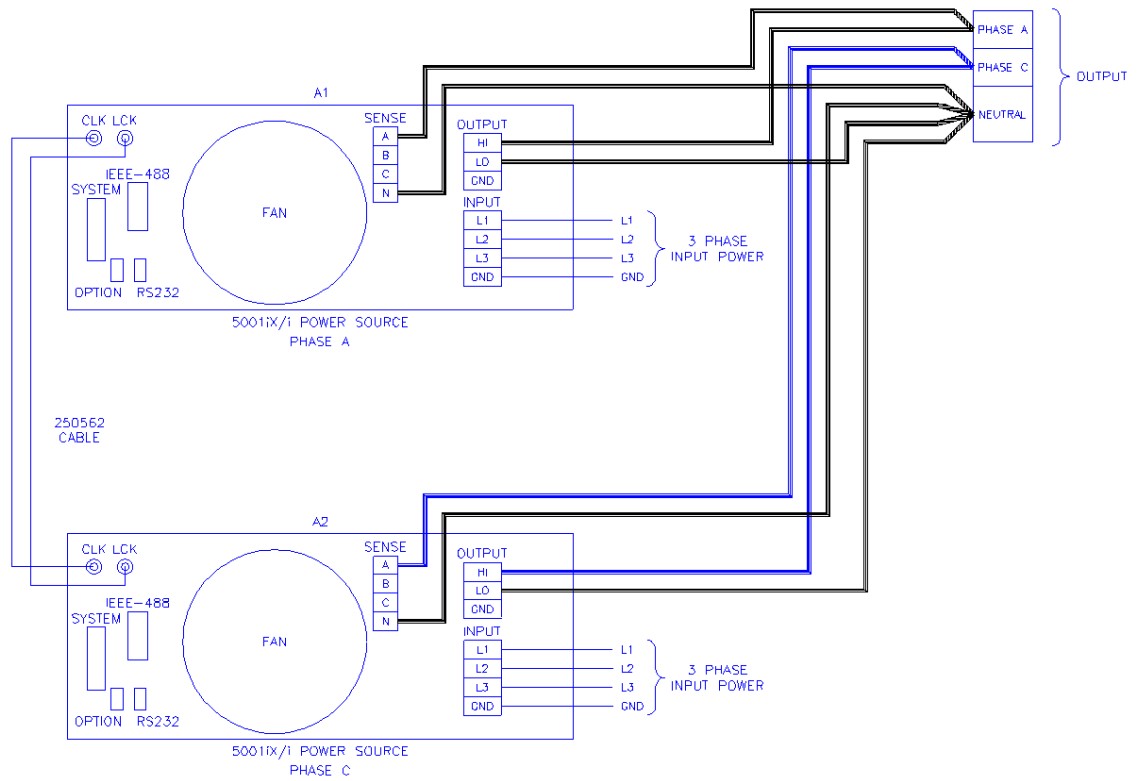 PHASE A
PHASE C
NEUTRAL
OUTPUT
A1
CLK LCK
SENSE
A
B
C
N
OUTPUT
HI
LO
GND
IEEE-488
SYSTEM
FAN
INPUT
L1
L2
L3
GND
L1
L2
L3
GND
3 PHASE
INPUT POWER
OPTION RS232
5001iX/i POWER SOURCE
PHASE A
250562
CABLE
A2
CLK LCK
SENSE
A
B
C
N
OUTPUT
HI
LO
GND
IEEE-488
SYSTEM
FAN
INPUT
L1
L2
L3
GND
L1
L2
L3
GND
3 PHASE
INPUT POWER
OPTION RS232
5001iX/i POWER SOURCE
PHASE C